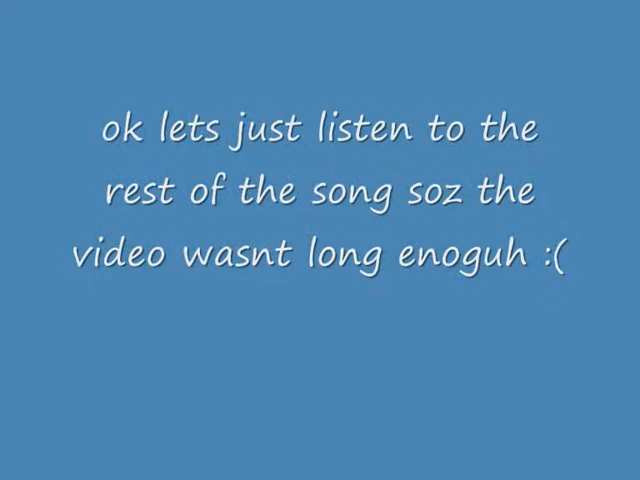 ok lets just listen to the
rest of the song soz the
video wasnt long enoguh :(